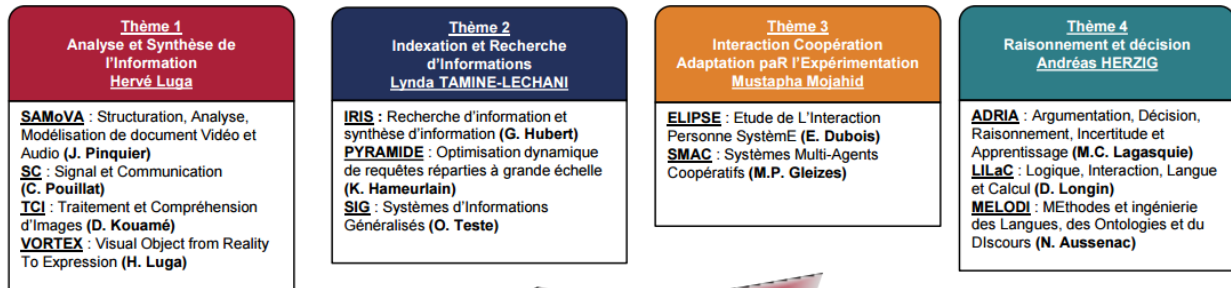 Thème 1
Analyse et Synthèse de
l'Information
Hervé Luga
SAMoVA : Structuration, Analyse,
Modélisation de document Vidéo et
Audio (J. Pinquier)
SC : Signal et Communication
(C. Pouillat)
TCI : Traitement et Compréhension
d'Images (D. Kouamé)
VORTEX : Visual Object from Reality
To Expression (H. Luga)
Thème 2
Indexation et Recherche
d'Informations
Lynda TAMINE-LECHANI
IRIS : Recherche d'information et
synthèse d'information (G. Hubert)
PYRAMIDE : Optimisation dynamique
de requêtes réparties à grande échelle
(K. Hameurlain)
SIG : Systèmes d'Informations
Généralisés (O. Teste)
Thème 3
Interaction Coopération
Adaptation paR l'Expérimentation
Mustapha Mojahid
ELIPSE : Etude de L'Interaction
Personne SystèmE (E. Dubois)
SMAC : Systèmes Multi-Agents
Coopératifs (M.P. Gleizes)
Thème 4
Raisonnement et décision
Andréas HERZIG
ADRIA : Argumentation, Décision,
Raisonnement, Incertitude et
Apprentissage (M.C. Lagasquie)
LILaC : Logique, Interaction, Langue
et Calcul (D. Longin)
MELODI : MEthodes et ingénierie
des Langues, des Ontologies et du
DIscours (N. Aussenac)